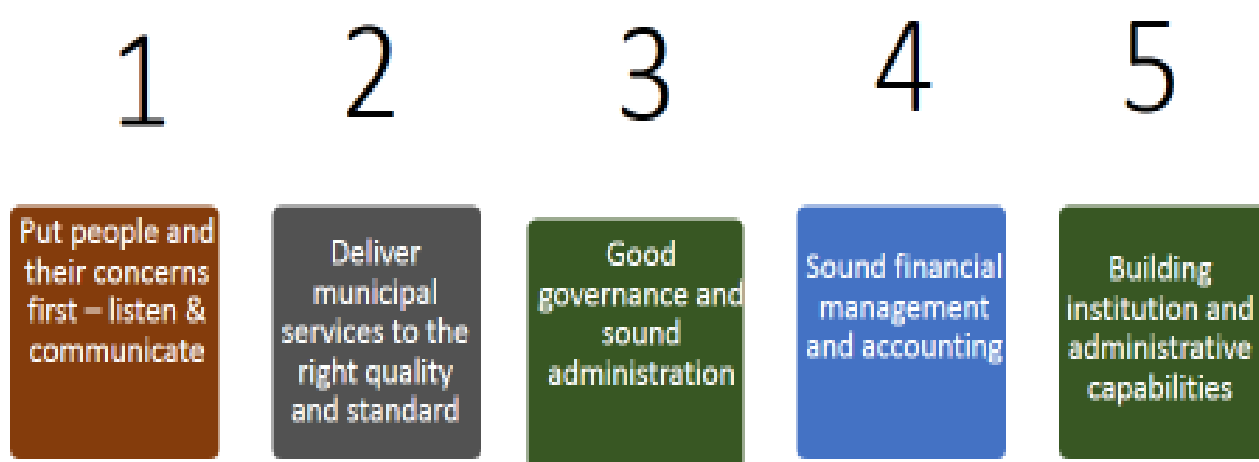 1
2
3
4
5
Put people and
their concerns
first – listen &
communicate
Deliver
municipal
services to the
right quality
and standard
Good
governance and
sound
administration
Sound financial
management
and accounting
Building
institution and
administrative
capabilities